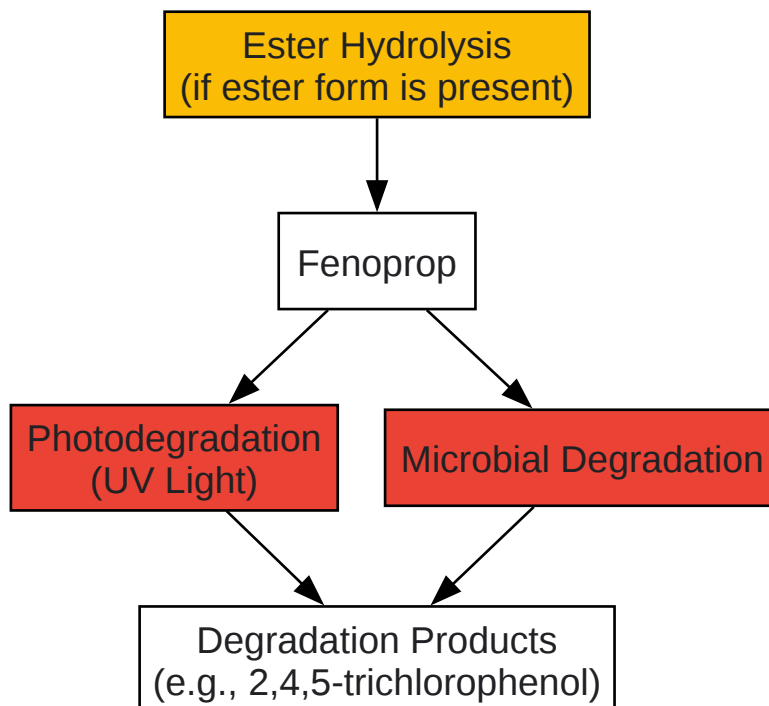 Ester Hydrolysis
(if ester form is present)
Fenoprop
Photodegradation
(UV Light)
Microbial Degradation
Degradation Products
(e.g., 2,4,5-trichlorophenol)